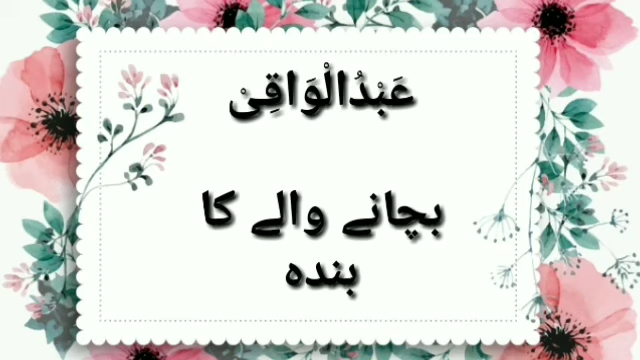 عَبْدُالْوَاقِیْ
بچانے والے کا
بندہ